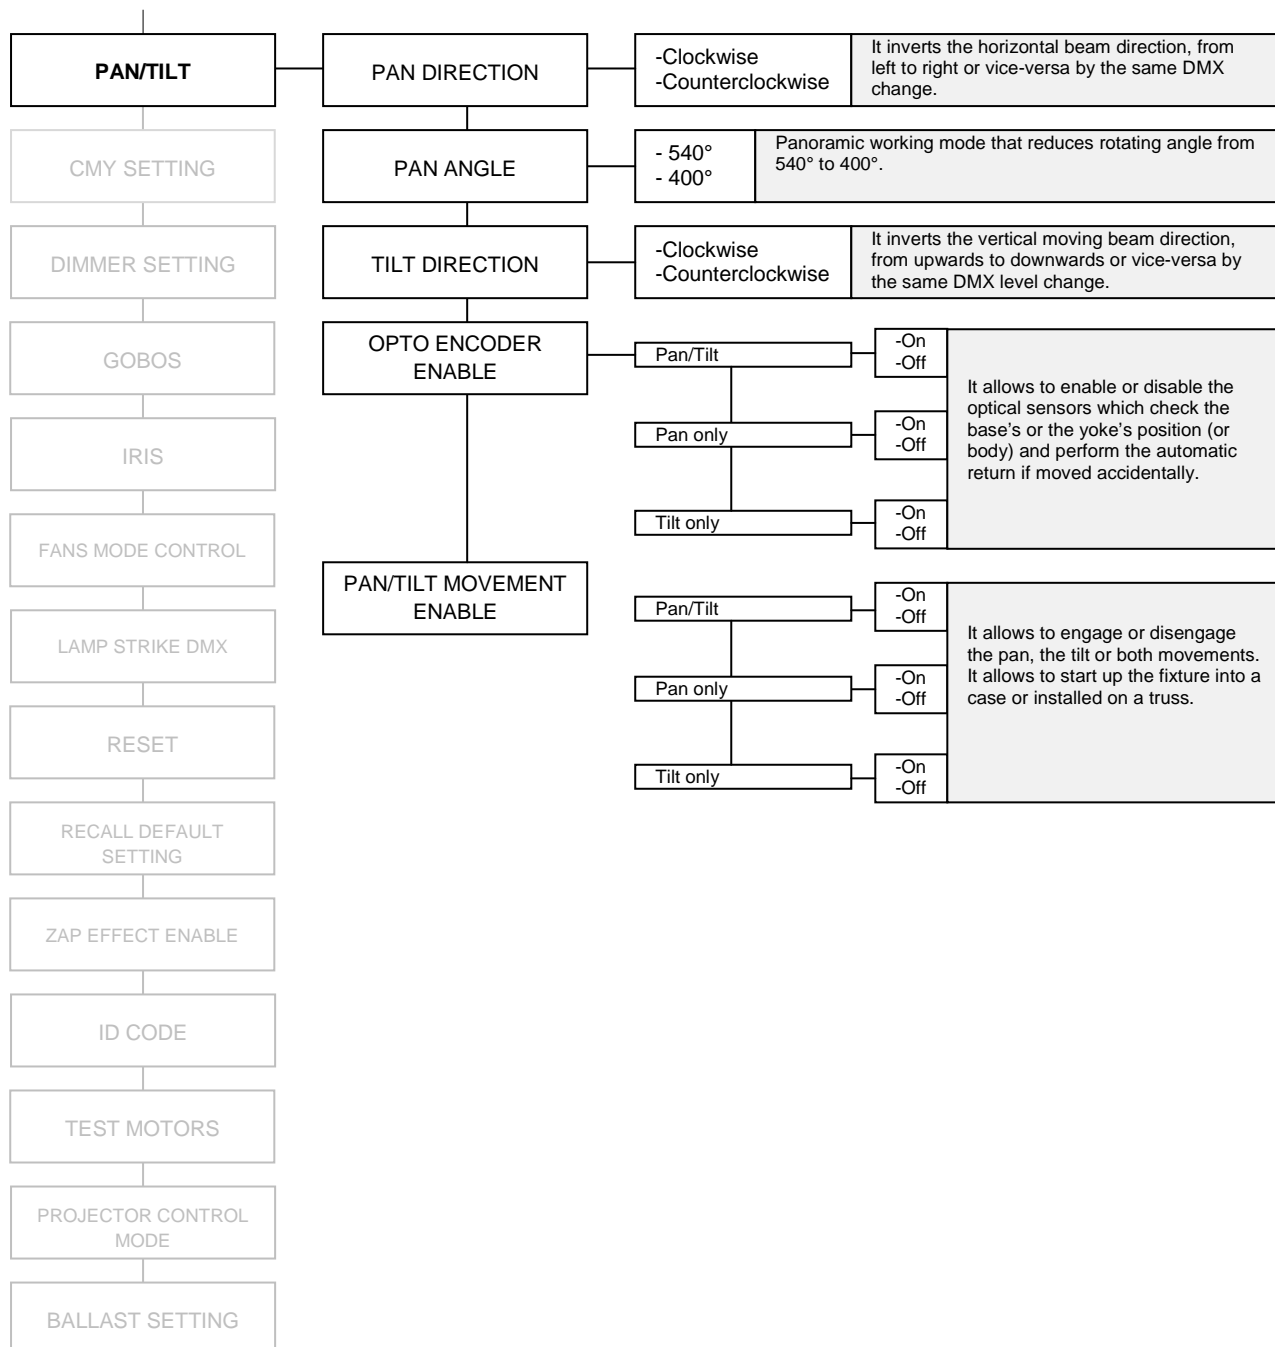 PAN/TILT
PAN DIRECTION
-Clockwise
-Counterclockwise
It inverts the horizontal beam direction, from
left to right or vice-versa by the same DMX
change.
CMY SETTING
PAN ANGLE
- 540°
- 400°
Panoramic working mode that reduces rotating angle from
540° to 400°.
DIMMER SETTING
TILT DIRECTION
-Clockwise
-Counterclockwise
It inverts the vertical moving beam direction,
from upwards to downwards or vice-versa by
the same DMX level change.
GOBOS
OPTO ENCODER
ENABLE
Pan/Tilt
-On
-Off
Pan only
-On
-Off
Tilt only
-On
-Off
It allows to enable or disable the
optical sensors which check the
base's or the yoke's position (or
body) and perform the automatic
return if moved accidentally.
IRIS
FANS MODE CONTROL
PAN/TILT MOVEMENT
ENABLE
Pan/Tilt
-On
-Off
Pan only
-On
-Off
Tilt only
-On
-Off
It allows to engage or disengage
the pan, the tilt or both movements.
It allows to start up the fixture into a
case or installed on a truss.
LAMP STRIKE DMX
RESET
RECALL DEFAULT
SETTING
ZAP EFFECT ENABLE
ID CODE
TEST MOTORS
PROJECTOR CONTROL
MODE
BALLAST SETTING